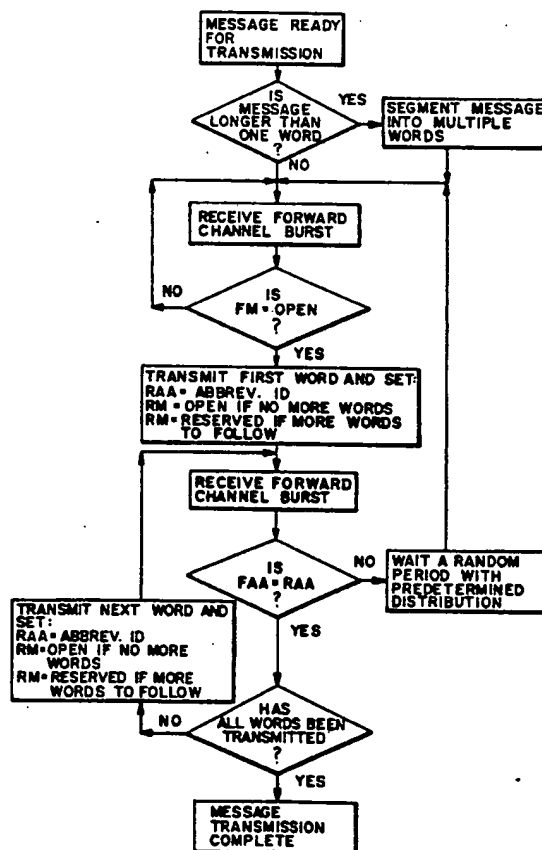 MESSAGE READY
FOR
TRANSMISSION
IS
MESSAGE
LONGER THAN
ONE WORD
?
YES
SEGMENT MESSAGE
INTO MULTIPLE
WORDS
NO
RECEIVE FORWARD
CHANNEL BURST
IS
FM = OPEN
?
NO
YES
TRANSMIT FIRST WORD AND SET:
RAA = ABBREV. ID
RM = OPEN IF NO MORE WORDS
RM = RESERVED IF MORE WORDS
TO FOLLOW
RECEIVE FORWARD
CHANNEL BURST
IS
FAA = RAA
?
NO
WAIT A RANDOM
PERIOD WITH
PREDETERMINED
DISTRIBUTION
YES
TRANSMIT NEXT WORD AND
SET:
RAA = ABBREV. ID
RM = OPEN IF NO MORE
WORDS
RM = RESERVED IF MORE
WORDS TO FOLLOW
HAS
ALL WORDS BEEN
TRANSMITTED
?
NO
YES
MESSAGE
TRANSMISSION
COMPLETE